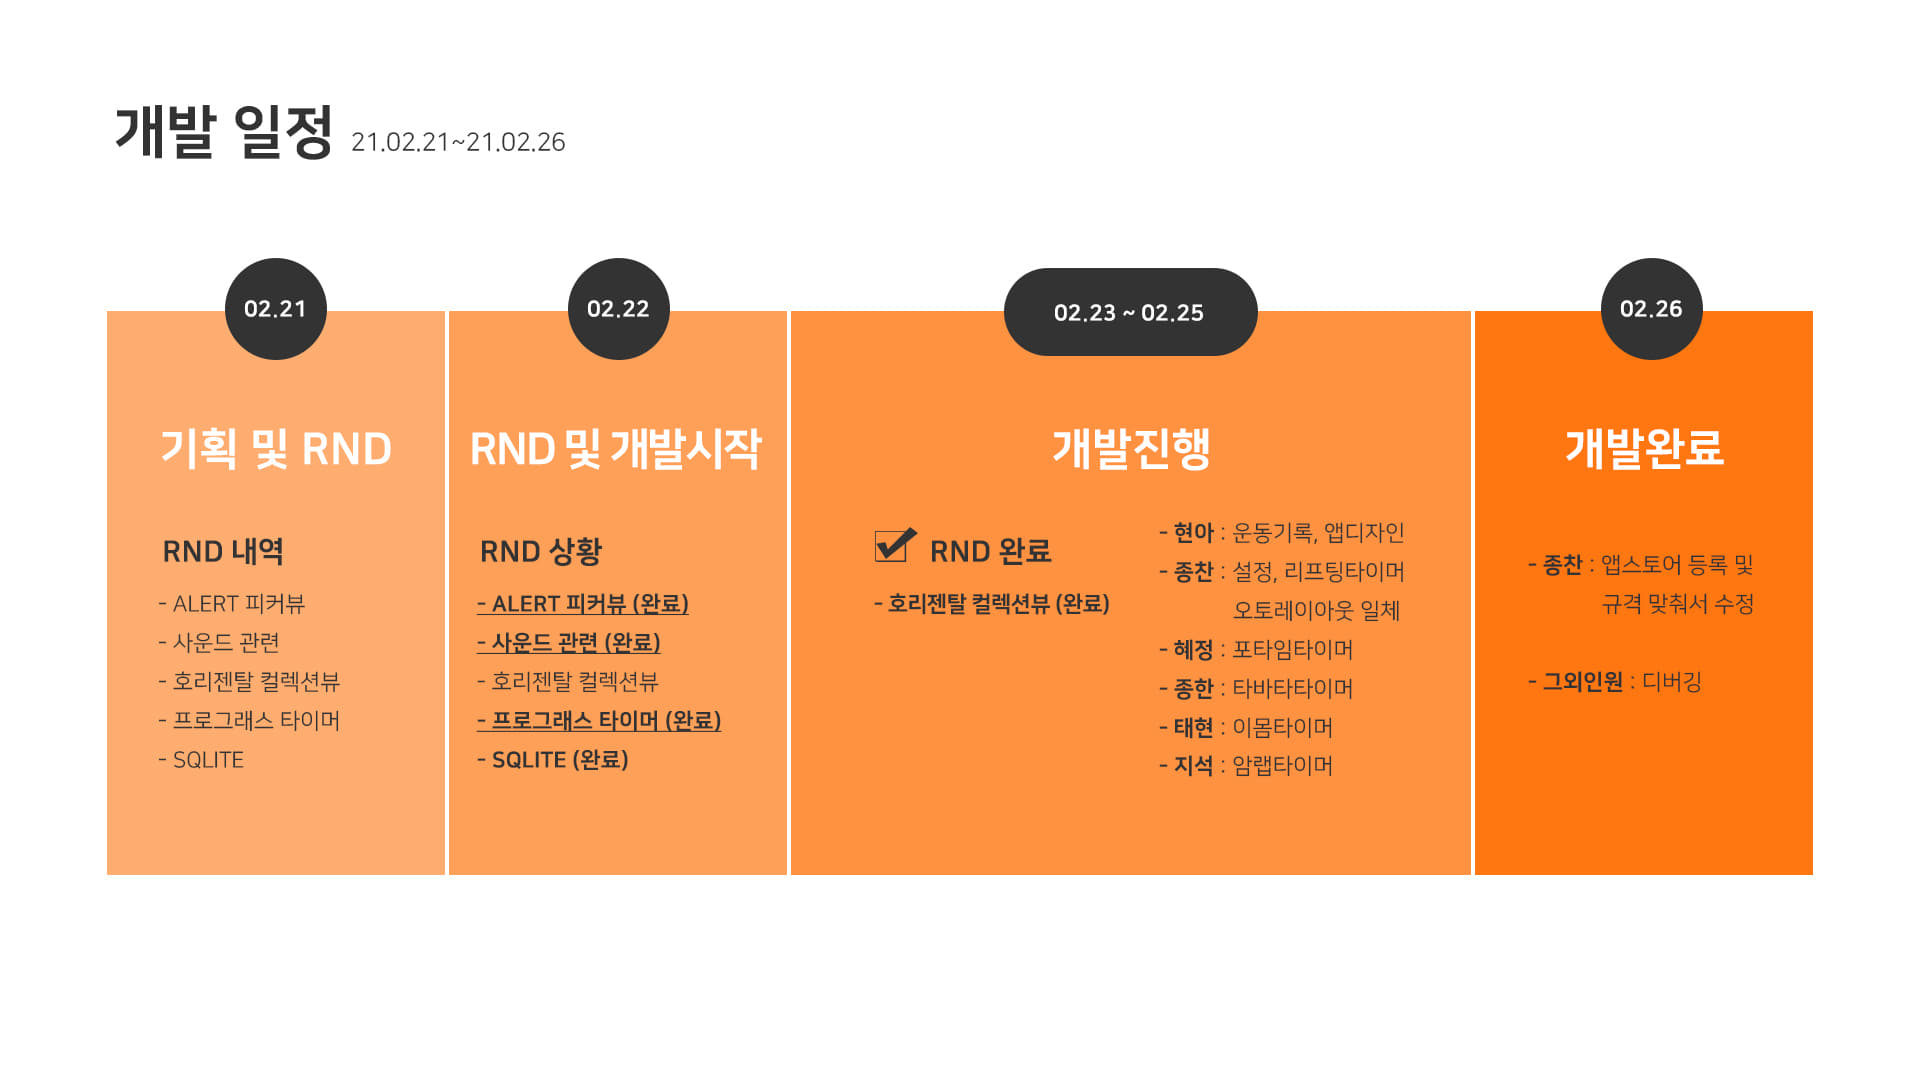 개발 일정 21.02.21~21.02.26
02.21
기획 및 RND
RND 내역
- ALERT 피커뷰
- 사운드 관련
- 호리젠탈 컬렉션뷰
- 프로그래스 타이머
- SQLITE
02.22
RND 및 개발시작
RND 상황
- ALERT 피커뷰 (완료)
- 사운드 관련 (완료)
- 호리젠탈 컬렉션뷰
- 프로그래스 타이머 (완료)
- SQLITE (완료)
02.23 ~ 02.25
개발진행
RND 완료
- 호리젠탈 컬렉션뷰 (완료)
- 현아 : 운동기록, 앱디자인
- 종찬 : 설정, 리프팅타이머
오토레이아웃 일체
- 혜정 : 포타임타이머
- 종한 : 타바타타이머
- 태현 : 이몸타이머
- 지석 : 암랩타이머
02.26
개발완료
- 종찬 : 앱스토어 등록 및
규격 맞춰서 수정
- 그외인원 : 디버깅